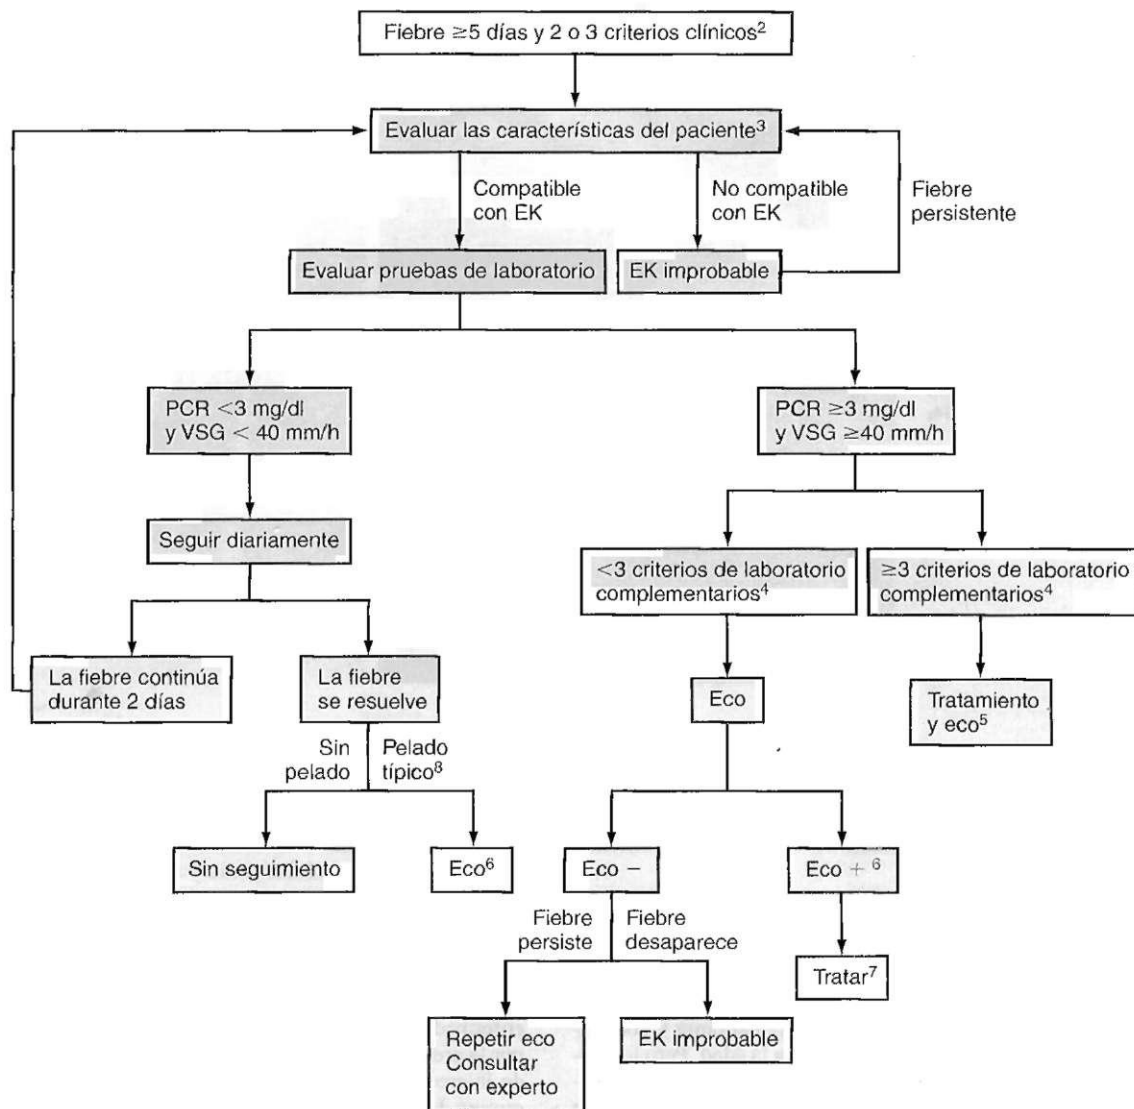 Fiebre ≥5 días y 2 o 3 criterios clínicos²
Evaluar las características del paciente³
Compatible
con EK
No compatible
con EK
Fiebre
persistente
Evaluar pruebas de laboratorio
EK improbable
PCR <3 mg/dl
y VSG < 40 mm/h
PCR ≥3 mg/dl
y VSG ≥40 mm/h
Seguir diariamente
<3 criterios de laboratorio
complementarios⁴
≥3 criterios de laboratorio
complementarios⁴
La fiebre continúa
durante 2 días
La fiebre
se resuelve
Eco
Tratamiento
y eco⁵
Sin
pelado
Pelado
típico⁸
Sin seguimiento
Eco⁶
Eco −
Eco + ⁶
Fiebre
persiste
Fiebre
desaparece
Tratar⁷
Repetir eco
Consultar
con experto
EK improbable